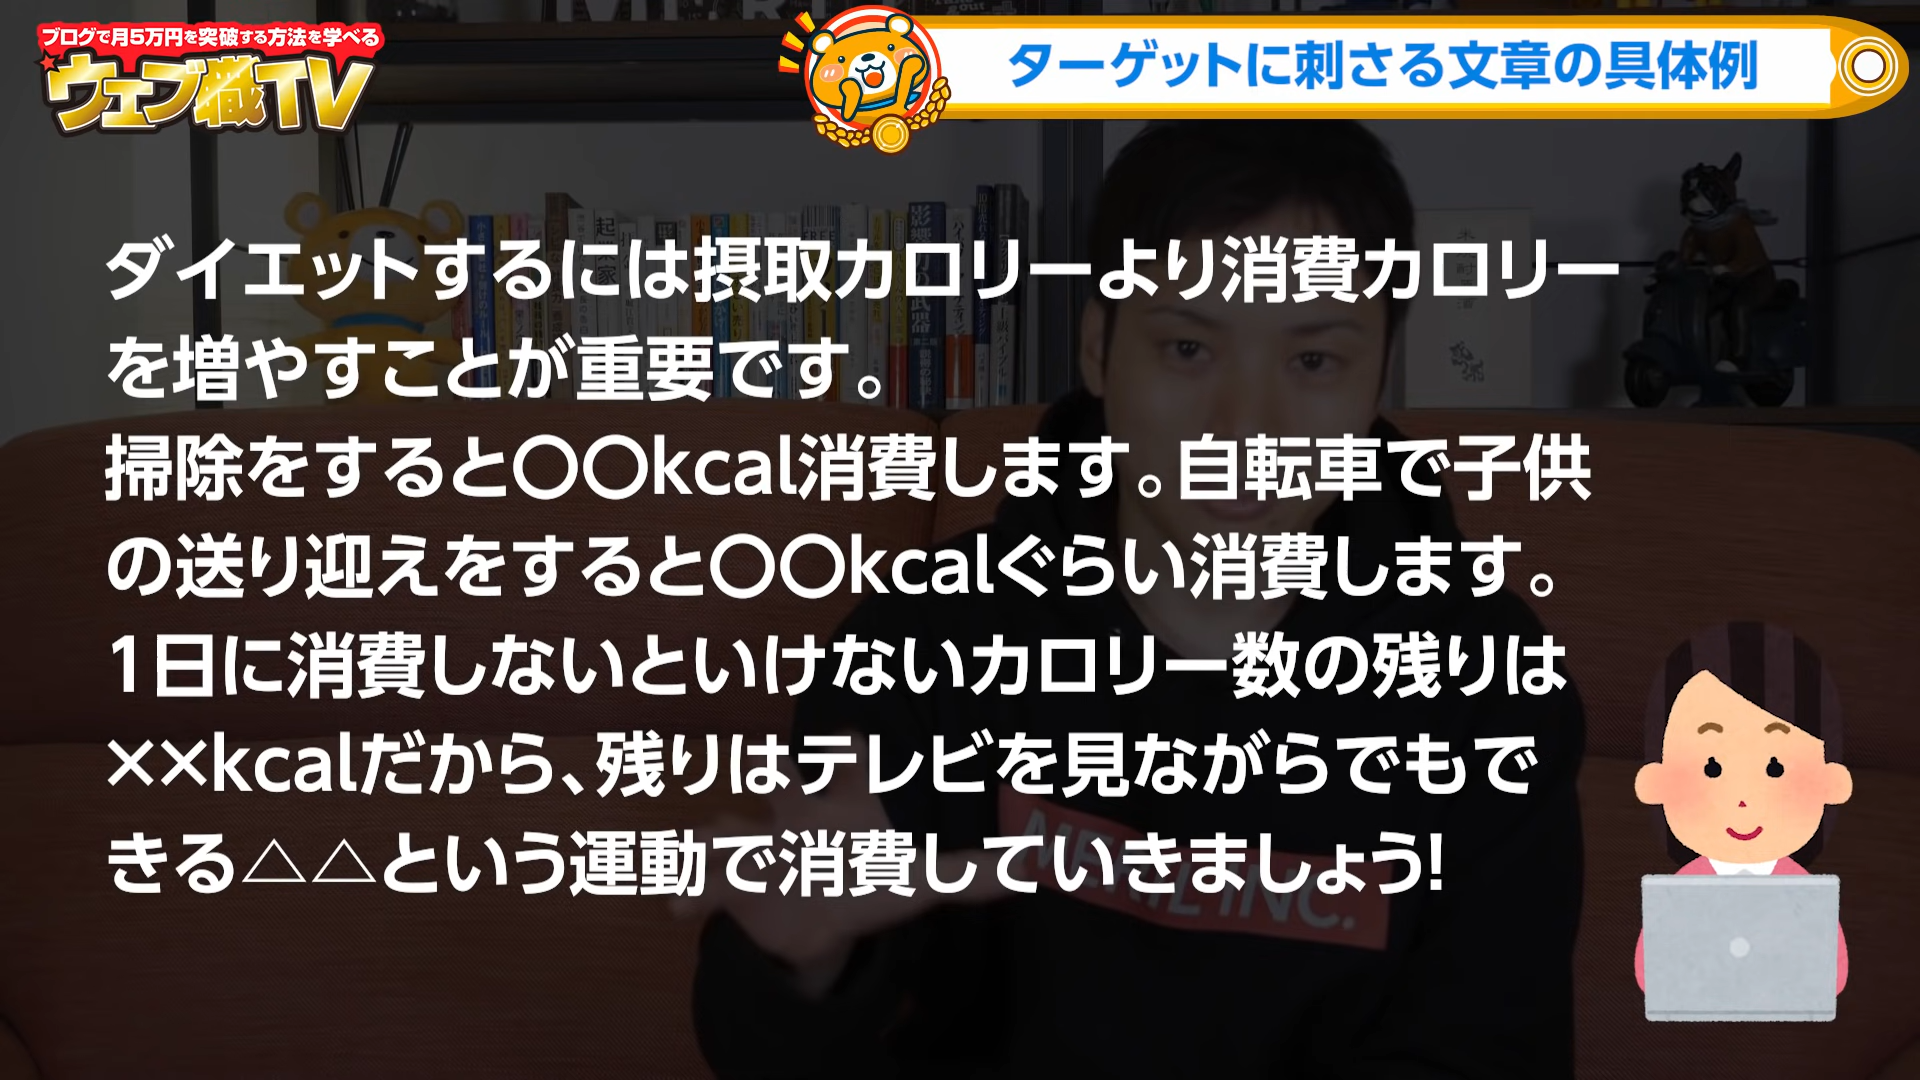 ブログで月5万円を突破する方法を学べる
ウェブ職TV
ターゲットに刺さる文章の具体例
ダイエットするには摂取カロリーより消費カロリー
を増やすことが重要です。
掃除をすると〇〇kcal消費します。自転車で子供
の送り迎えをすると〇〇kcalぐらい消費します。
1日に消費しないといけないカロリー数の残りは
××kcalだから、残りはテレビを見ながらでもで
きる△△という運動で消費していきましょう!